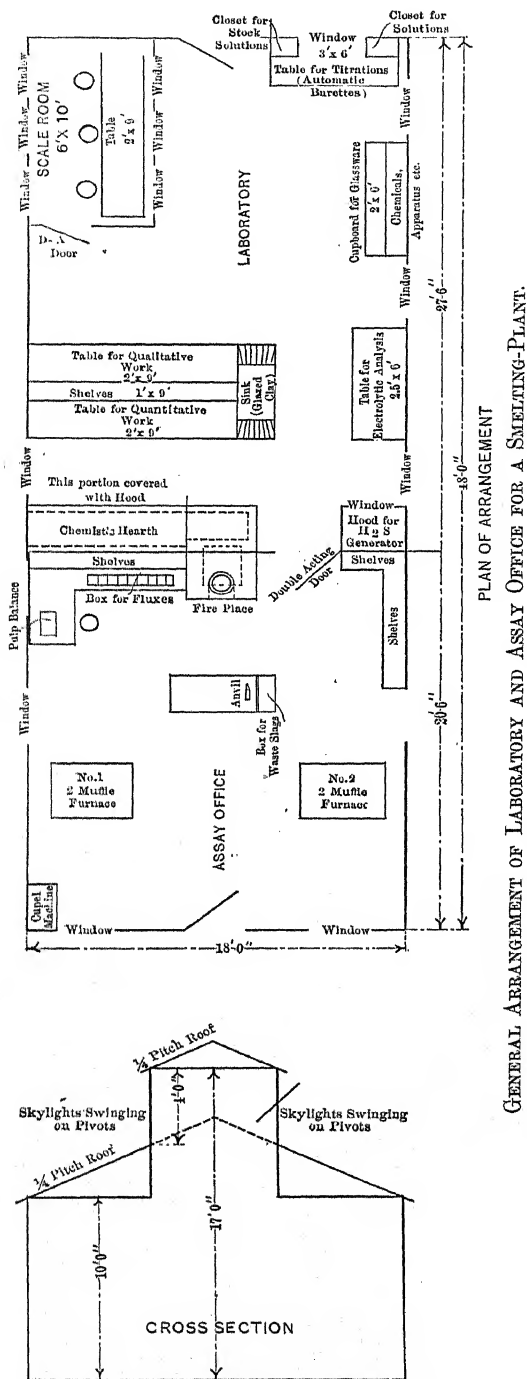 Closet for
Stock
Solutions
Window
3'x 6'
Closet for
Solutions
Table for Titrations
(Automatic
Burettes)
Window
Window
Window
Window
SCALE ROOM
6'X 10'
Table
2'x 9'
Window
Window
Window
Door
LABORATORY
Window
Cupboard for Glassware
2'x 6'
Chemicals,
Apparatus etc.
Window
27'-6"
Table for Qualitative
Work
2'x 9'
Shelves 1'x 9'
Table for Quantitative
Work
2'x 9'
Sink
(Glazed
Clay)
Table for
Electrolytic Analysis
2.5'x 6'
Window
Window
This portion covered
with Hood
Chemist's Hearth
Shelves
Box for Fluxes
Fire Place
Pulp Balance
Window
Hood for
H2S
Generator
Shelves
Double Acting
Door
Shelves
48'-0"
Window
Anvil
Box for
Waste Slags
20'-6"
No.1
2 Muffle
Furnace
ASSAY OFFICE
No.2
2 Muffle
Furnace
Cupel
Machine
Window
Window
18'-0"
PLAN OF ARRANGEMENT
GENERAL ARRANGEMENT OF LABORATORY AND ASSAY OFFICE FOR A SMELTING-PLANT.
¼ Pitch Roof
Skylights Swinging
on Pivots
4'0"
Skylights Swinging
on Pivots
¼ Pitch Roof
10'0"
17'0"
CROSS SECTION